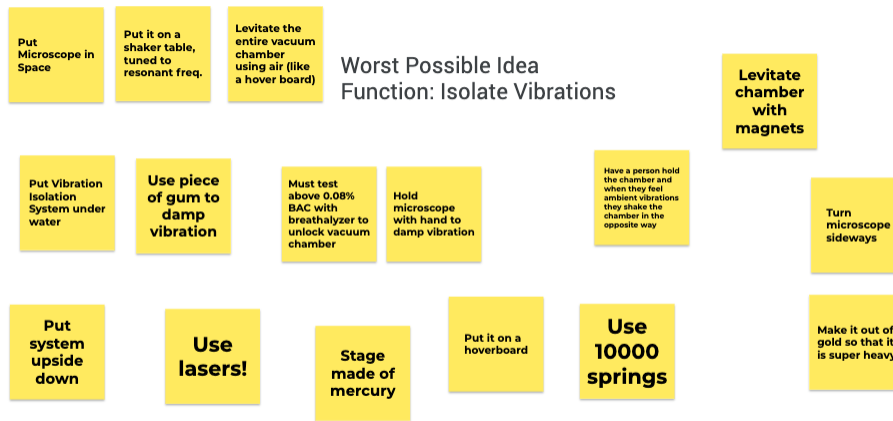 Put
Microscope in
Space
Put it on a
shaker table,
tuned to
resonant freq.
Levitate the
entire vacuum
chamber
using air (like
a hover board)
Worst Possible Idea
Function: Isolate Vibrations
Levitate
chamber
with
magnets
Put Vibration
Isolation
System under
water
Use piece
of gum to
damp
vibration
Must test
above 0.08%
BAC with
breathalyzer to
unlock vacuum
chamber
Hold
microscope
with hand to
damp vibration
Have a person hold
the chamber and
when they feel
ambient vibrations
they shake the
chamber in the
opposite way
Turn
microscope
sideways
Put
system
upside
down
Use
lasers!
Stage
made of
mercury
Put it on a
hoverboard
Use
10000
springs
Make it out of
gold so that it
is super heavy